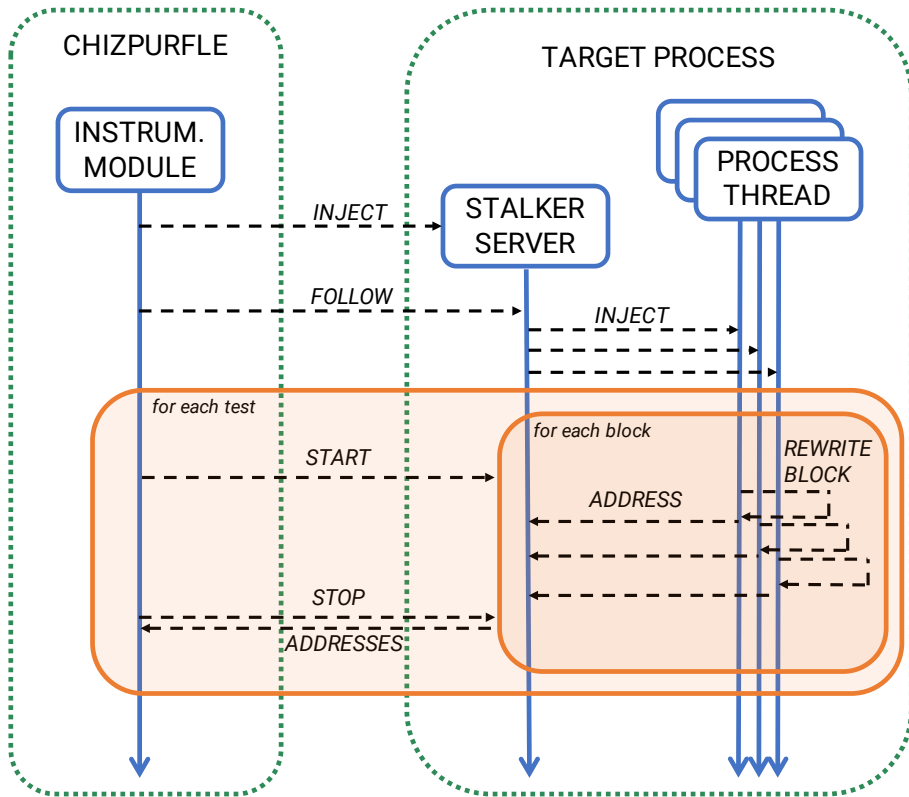 CHIZPURFLE
TARGET PROCESS
INSTRUM.
MODULE
PROCESS
THREAD
STALKER
SERVER
INJECT
FOLLOW
INJECT
for each test
for each block
START
REWRITE
BLOCK
ADDRESS
STOP
ADDRESSES